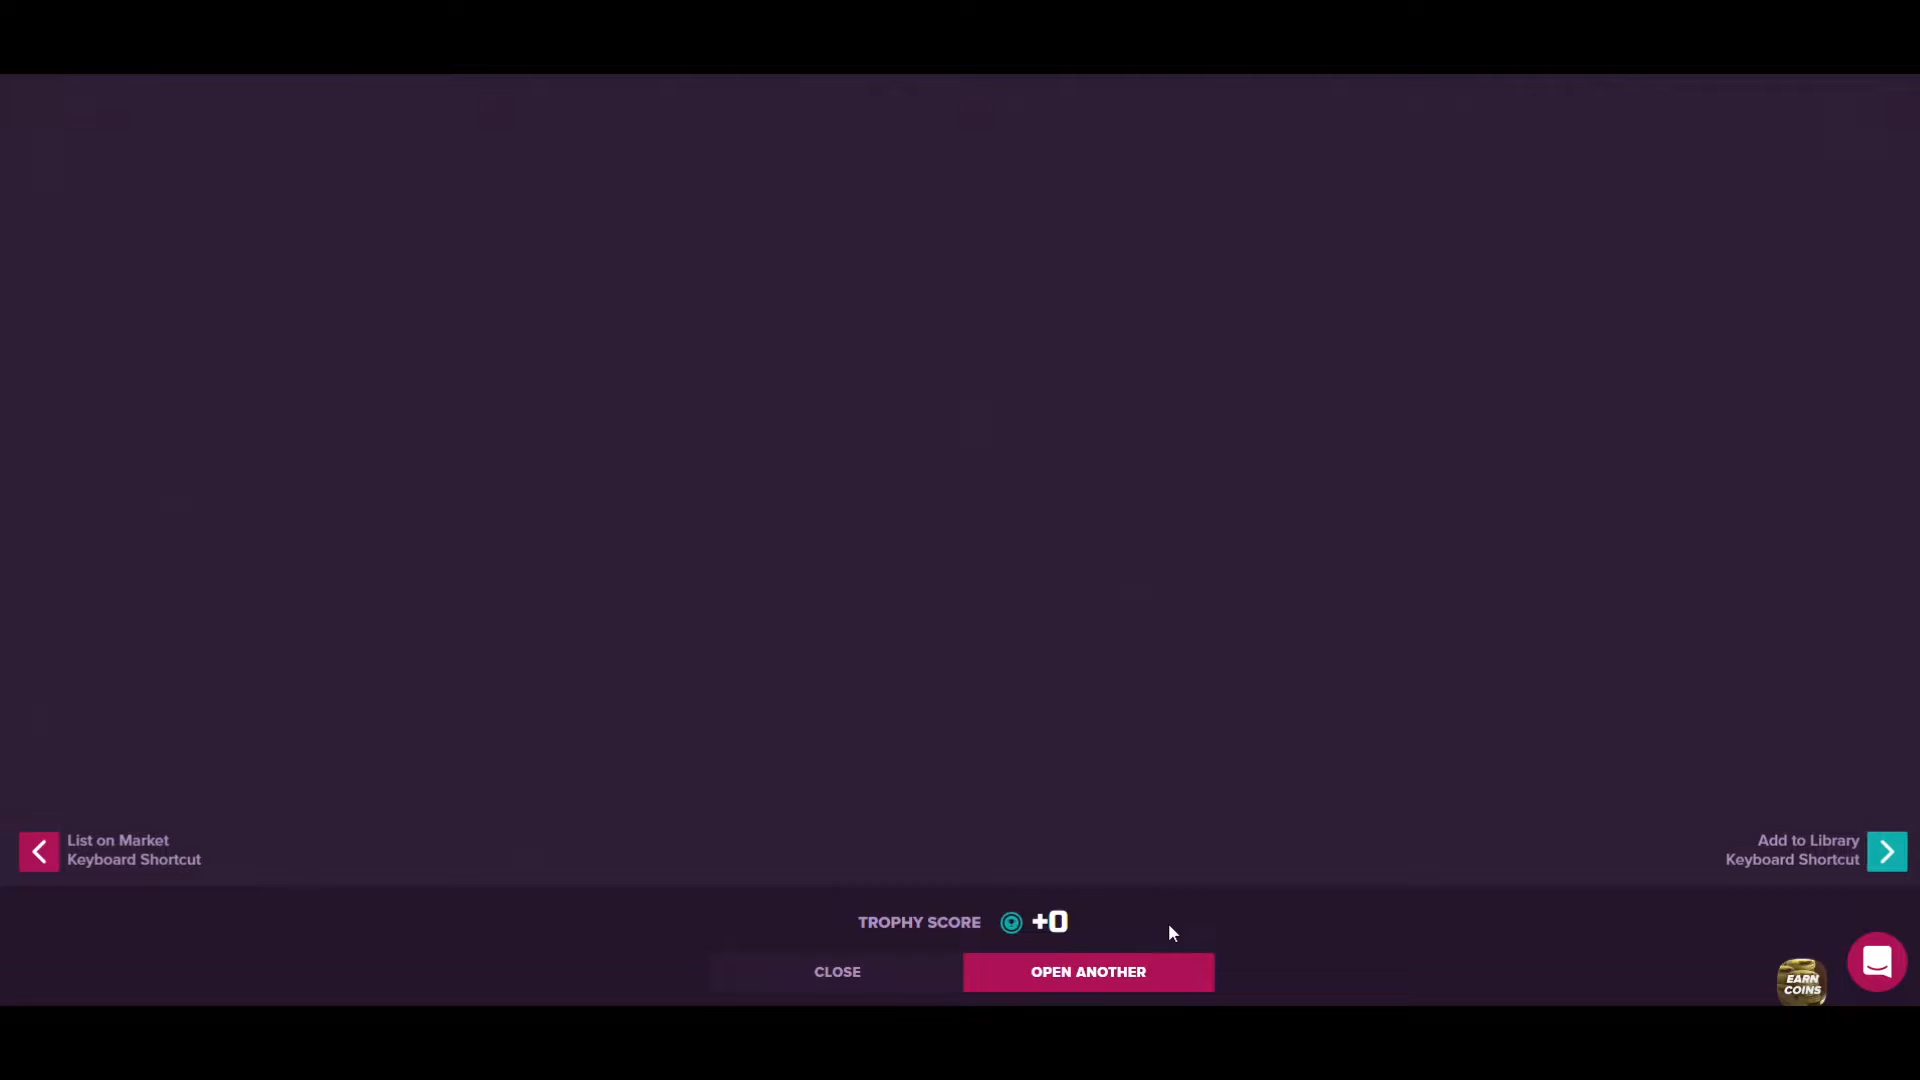 List on Market
Keyboard Shortcut
Add to Library
Keyboard Shortcut
TROPHY SCORE +0
CLOSE
OPEN ANOTHER
EARN
COINS